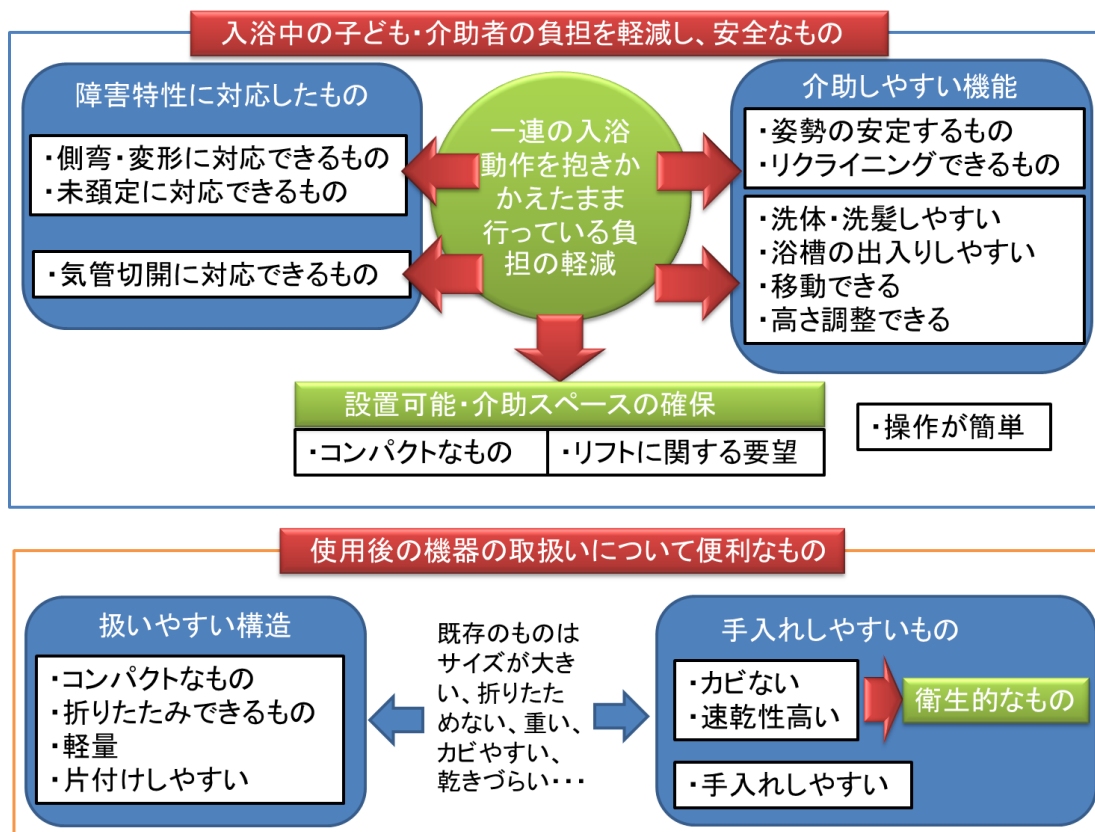 入浴中の子ども・介助者の負担を軽減し、安全なもの
障害特性に対応したもの
・側弯・変形に対応できるもの
・未頚定に対応できるもの
・気管切開に対応できるもの
一連の入浴
動作を抱きか
かえたまま
行っている負
担の軽減
介助しやすい機能
・姿勢の安定するもの
・リクライニングできるもの
・洗体・洗髪しやすい
・浴槽の出入りしやすい
・移動できる
・高さ調整できる
設置可能・介助スペースの確保
・コンパクトなもの
・リフトに関する要望
・操作が簡単
使用後の機器の取扱いについて便利なもの
扱いやすい構造
・コンパクトなもの
・折りたたみできるもの
・軽量
・片付けしやすい
既存のものは
サイズが大き
い、折りたた
めない、重い、
カビやすい、
乾きづらい・・・
手入れしやすいもの
・カビない
・速乾性高い
衛生的なもの
・手入れしやすい